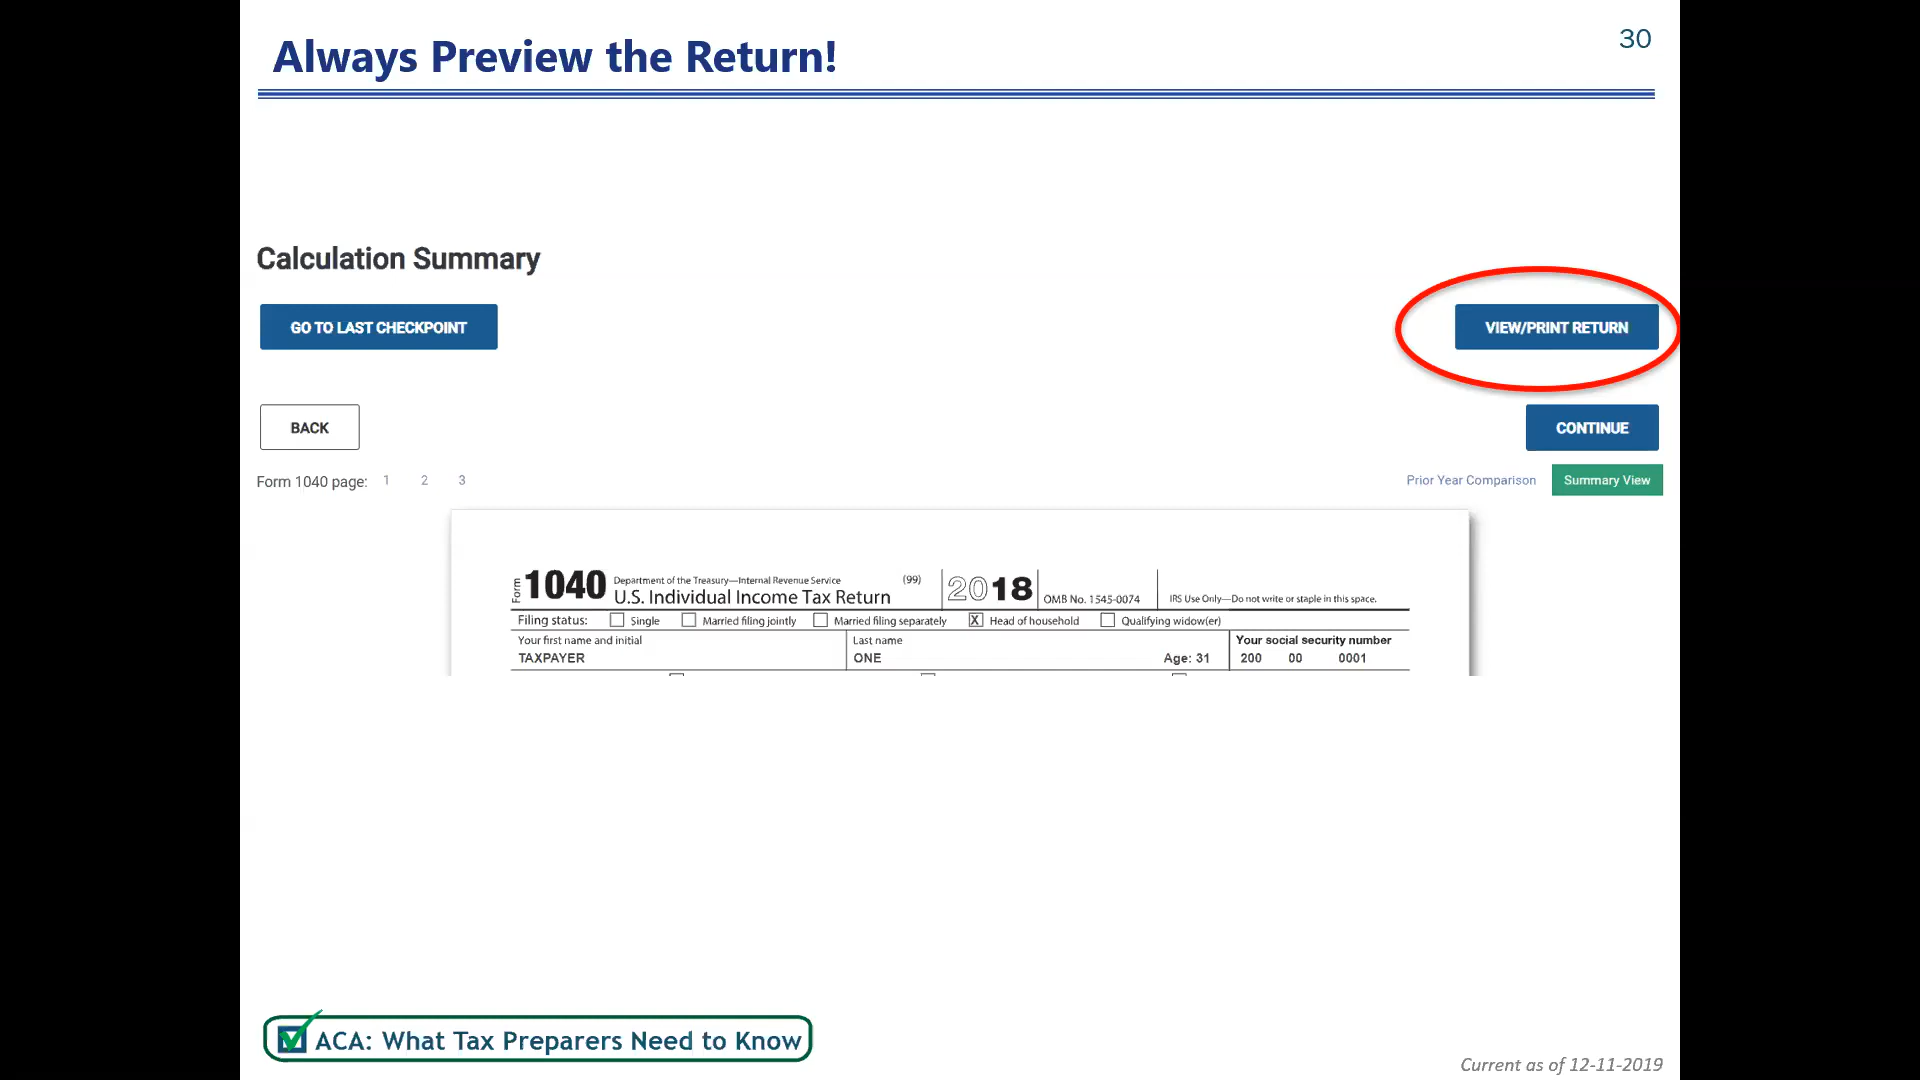 Always Preview the Return!
30
Calculation Summary
GO TO LAST CHECKPOINT
VIEW/PRINT RETURN
BACK
CONTINUE
Form 1040 page: 1 2 3
Prior Year Comparison
Summary View
Form 1040 Department of the Treasury—Internal Revenue Service (99)
U.S. Individual Income Tax Return
2018
OMB No. 1545-0074
IRS Use Only—Do not write or staple in this space.
Filing status: Single Married filing jointly Married filing separately X Head of household Qualifying widow(er)
Your first name and initial
Last name
Your social security number
TAXPAYER
ONE
Age: 31
200 00 0001
ACA: What Tax Preparers Need to Know
Current as of 12-11-2019